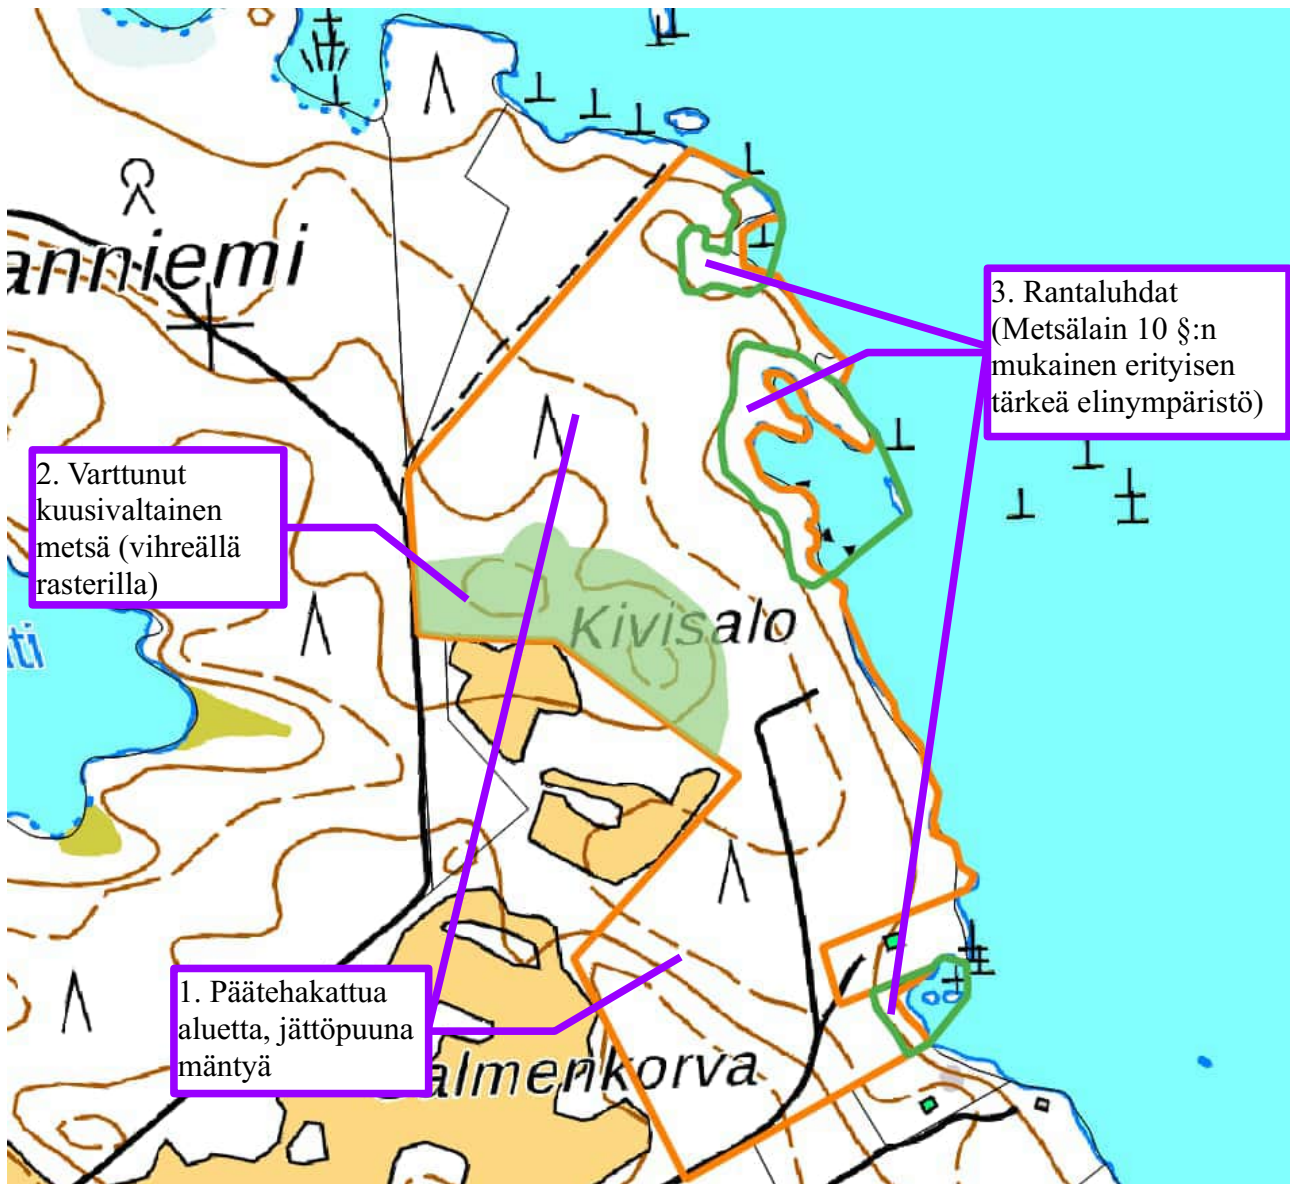 anniemi
3. Rantaluhdat
(Metsälain 10 §:n
mukainen erityisen
tärkeä elinympäristö)
2. Varttunut
kuusivaltainen
metsä (vihreällä
rasterilla)
Kivisalo
ti
1. Päätehakattua
aluetta, jättöpuuna
mäntyä
almenkorva